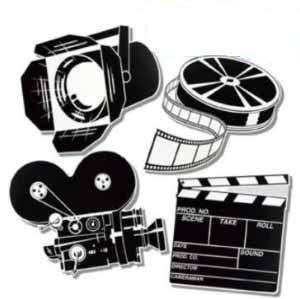 PROD. NO.
SCENE TAKE ROLL
DATE SOUND
PROD. CO.
DIRECTOR
CAMERAMAN